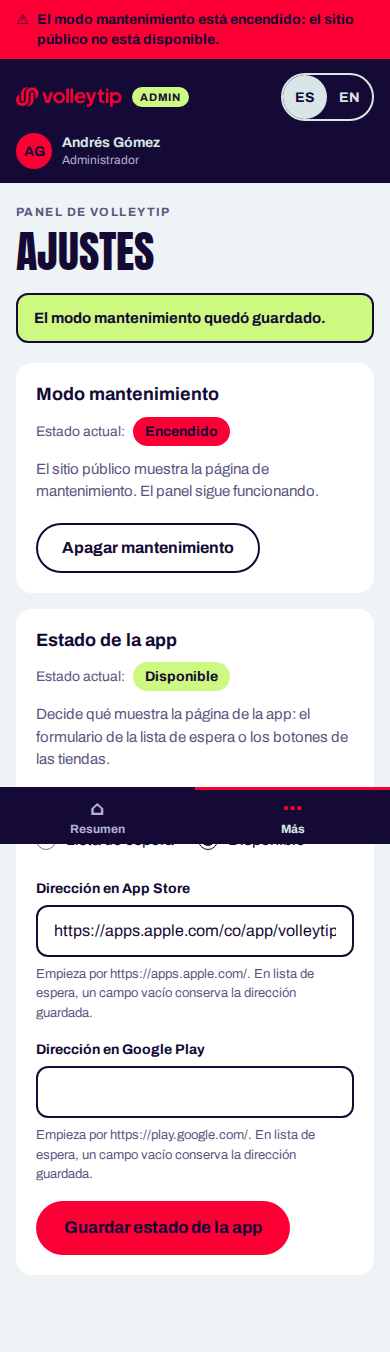 ⚠ El modo mantenimiento está encendido: el sitio
público no está disponible.
volleytip ADMIN ES EN
AG Andrés Gómez
Administrador
PANEL DE VOLLEYTIP
AJUSTES
El modo mantenimiento quedó guardado.
Modo mantenimiento
Estado actual: Encendido
El sitio público muestra la página de
mantenimiento. El panel sigue funcionando.
Apagar mantenimiento
Estado de la app
Estado actual: Disponible
Decide qué muestra la página de la app: el
formulario de la lista de espera o los botones de
las tiendas.
Resumen Más
Dirección en App Store
https://apps.apple.com/co/app/volleytip
Empieza por https://apps.apple.com/. En lista de
espera, un campo vacío conserva la dirección
guardada.
Dirección en Google Play
Empieza por https://play.google.com/. En lista de
espera, un campo vacío conserva la dirección
guardada.
Guardar estado de la app